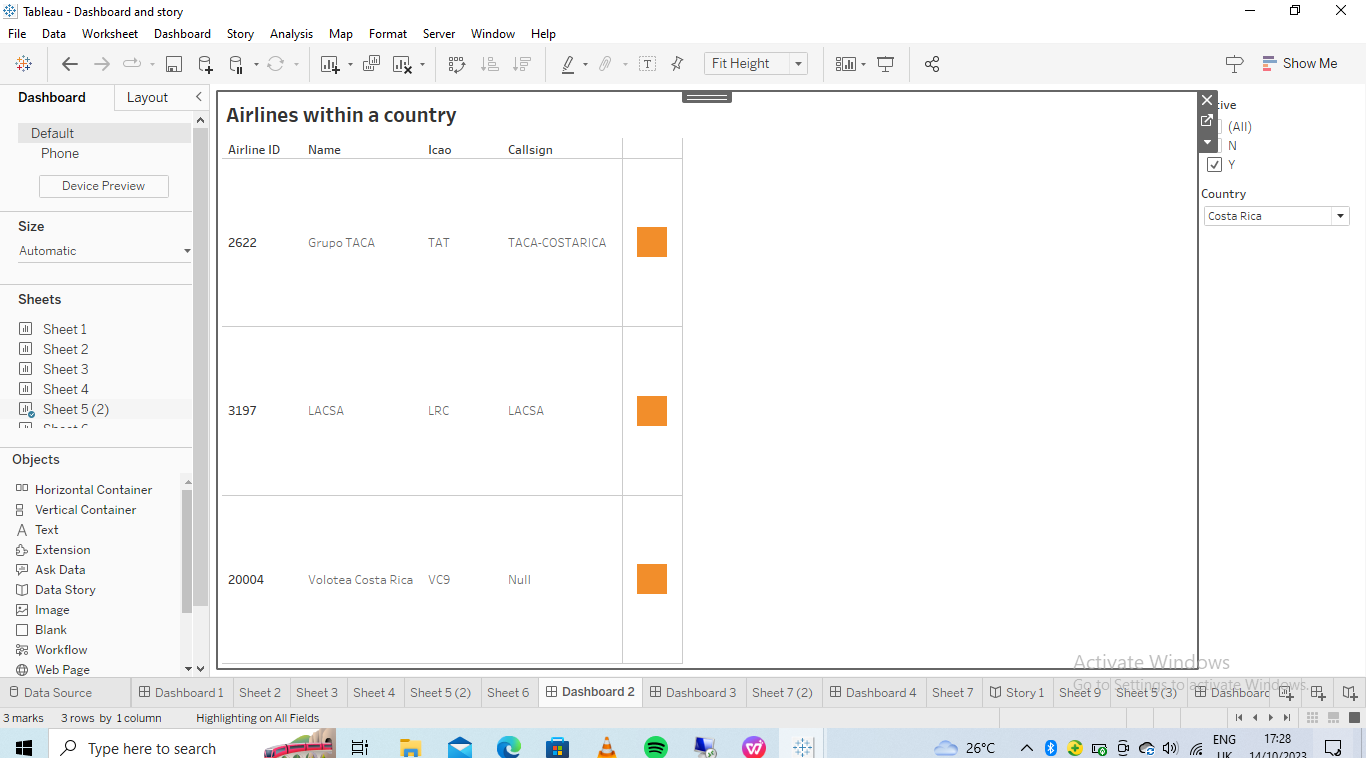 Tableau - Dashboard and story
File Data Worksheet Dashboard Story Analysis Map Format Server Window Help
Fit Height
Show Me
Dashboard Layout
Default
Phone
Device Preview
Size
Automatic
Sheets
Sheet 1
Sheet 2
Sheet 3
Sheet 4
Sheet 5 (2)
Objects
Horizontal Container
Vertical Container
Text
Extension
Ask Data
Data Story
Image
Blank
Workflow
Web Page
Airlines within a country
Airline ID Name Icao Callsign
2622 Grupo TACA TAT TACA-COSTARICA
3197 LACSA LRC LACSA
20004 Volotea Costa Rica VC9 Null
(All)
N
Y
Country
Costa Rica
Activate Windows
Go to Settings to activate Windows.
Data Source Dashboard 1 Sheet 2 Sheet 3 Sheet 4 Sheet 5 (2) Sheet 6 Dashboard 2 Dashboard 3 Sheet 7 (2) Dashboard 4 Sheet 7 Story 1 Sheet 9 Sheet 5 (3)
3 marks 3 rows by 1 column Highlighting on All Fields
Type here to search
26°C
ENG
UK
17:28
14/10/2023